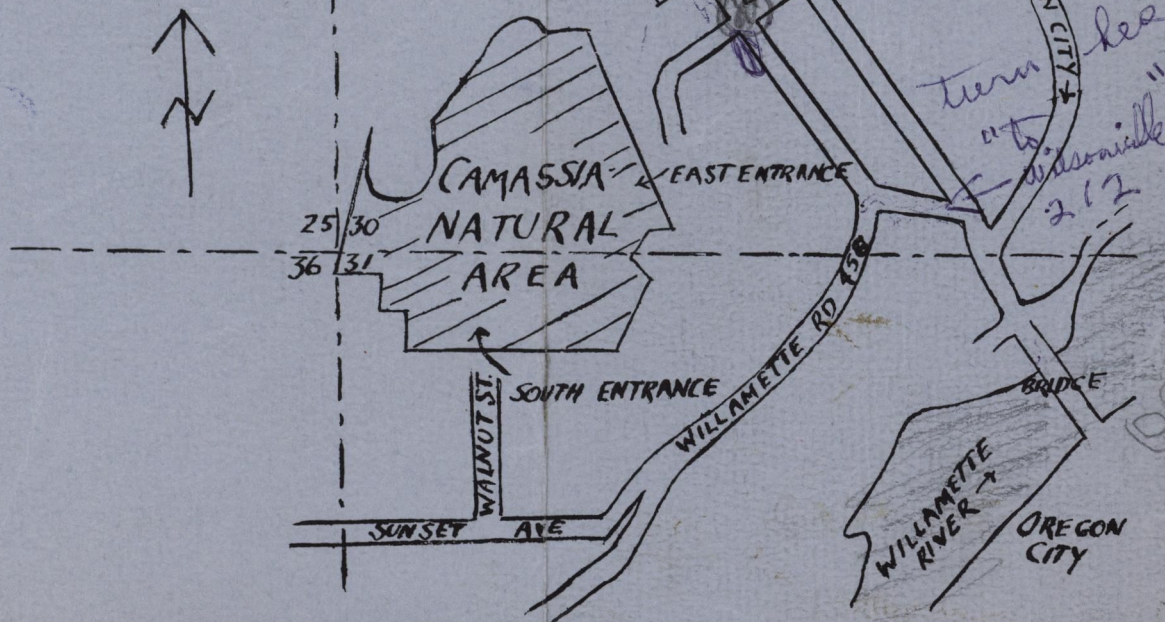 N
N CITY
turn
"to
Wilsonville"
212
CAMASSIA
NATURAL
AREA
EAST ENTRANCE
25 30
36 31
WILLAMETTE RD
SOUTH ENTRANCE
WALNUT ST.
SUNSET AVE
BRIDGE
WILLAMETTE
RIVER
OREGON
CITY